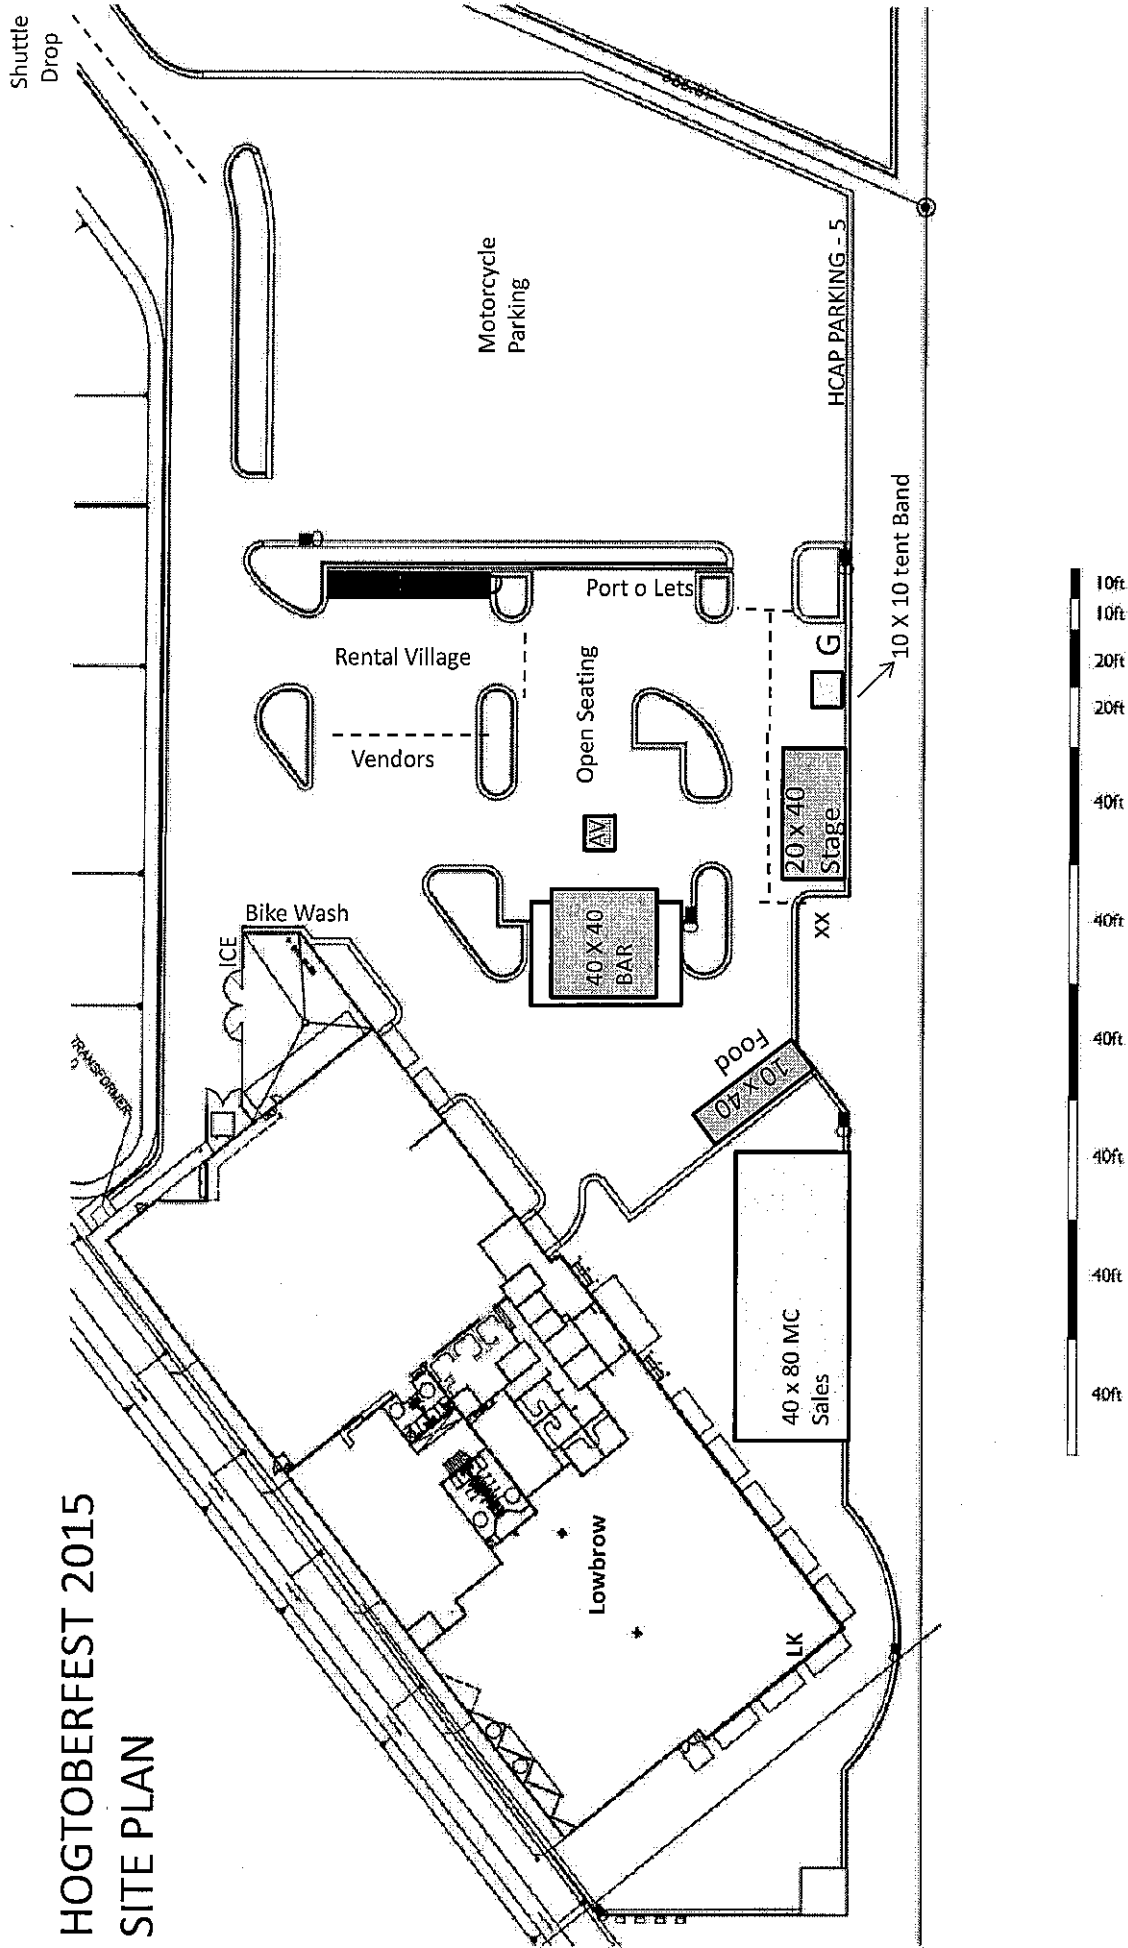 HOGTOBERFEST 2015
SITE PLAN
Shuttle
Drop
TRANSFORMER
ICE
Bike Wash
Motorcycle
Parking
HCAP PARKING - 5
Rental Village
Vendors
Port o Lets
Open Seating
AV
40 X 40
BAR
G
10 X 10 tent Band
20 x 40
Stage
XX
Food
10 x 40
40 x 80 MC
Sales
Lowbrow
LK
10ft
10ft
20ft
20ft
40ft
40ft
40ft
40ft
40ft
40ft